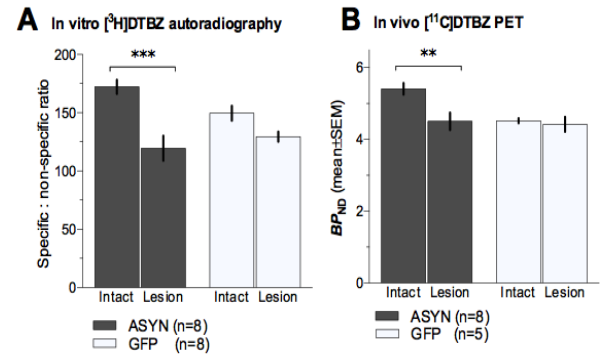 A In vitro [³H]DTBZ autoradiography
Specific : non-specific ratio
200
150
100
50
0
***
Intact Lesion Intact Lesion
ASYN (n=8)
GFP (n=8)
B In vivo [¹¹C]DTBZ PET
BP_ND (mean±SEM)
6
4
2
0
**
Intact Lesion Intact Lesion
ASYN (n=8)
GFP (n=5)